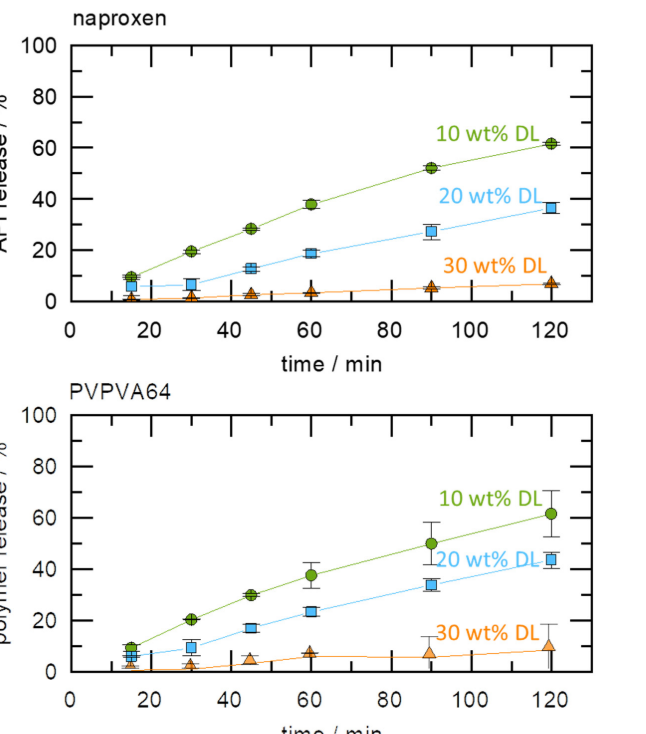 naproxen
100
80
60
40
20
0
API release / %
10 wt% DL
20 wt% DL
30 wt% DL
0 20 40 60 80 100 120
time / min
PVPVA64
100
80
60
40
20
0
polymer release / %
10 wt% DL
20 wt% DL
30 wt% DL
0 20 40 60 80 100 120
time / min